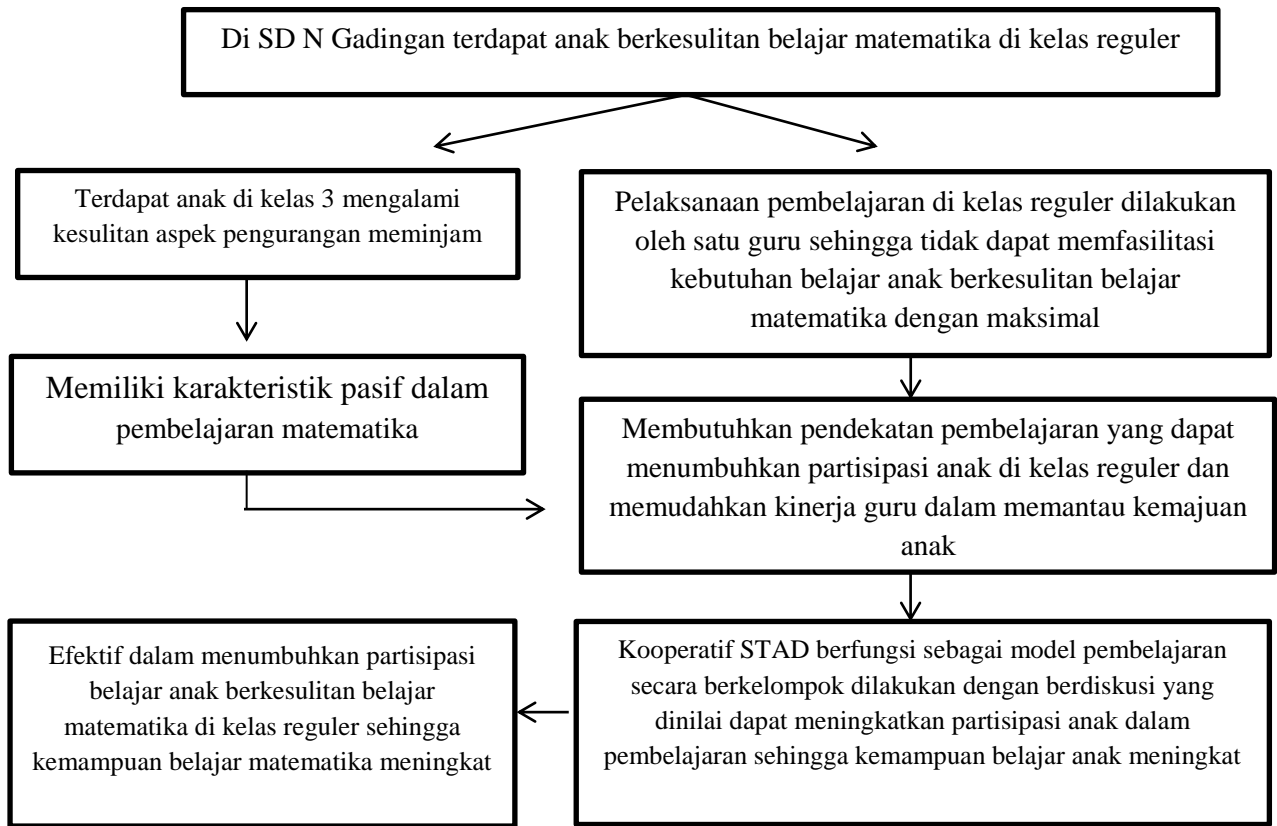 Di SD N Gadingan terdapat anak berkesulitan belajar matematika di kelas reguler
Terdapat anak di kelas 3 mengalami
kesulitan aspek pengurangan meminjam
Pelaksanaan pembelajaran di kelas reguler dilakukan
oleh satu guru sehingga tidak dapat memfasilitasi
kebutuhan belajar anak berkesulitan belajar
matematika dengan maksimal
Memiliki karakteristik pasif dalam
pembelajaran matematika
Membutuhkan pendekatan pembelajaran yang dapat
menumbuhkan partisipasi anak di kelas reguler dan
memudahkan kinerja guru dalam memantau kemajuan
anak
Kooperatif STAD berfungsi sebagai model pembelajaran
secara berkelompok dilakukan dengan berdiskusi yang
dinilai dapat meningkatkan partisipasi anak dalam
pembelajaran sehingga kemampuan belajar anak meningkat
Efektif dalam menumbuhkan partisipasi
belajar anak berkesulitan belajar
matematika di kelas reguler sehingga
kemampuan belajar matematika meningkat